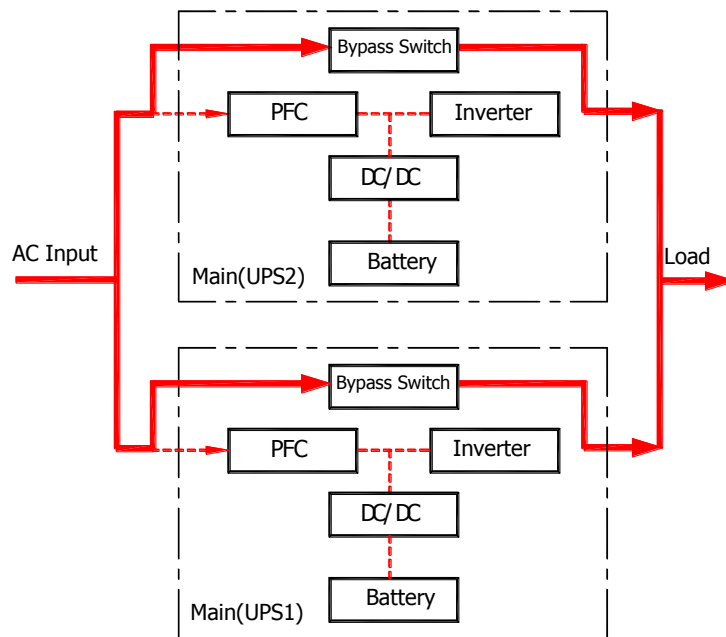 Bypass Switch
PFC
Inverter
DC/DC
AC Input
Battery
Load
Main(UPS2)
Bypass Switch
PFC
Inverter
DC/DC
Battery
Main(UPS1)